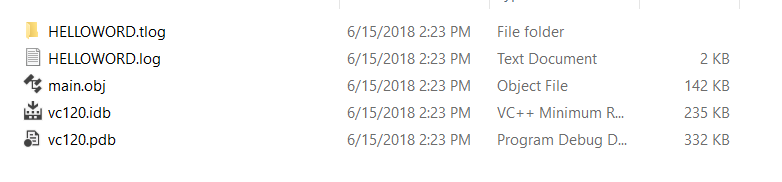 HELLOWORD.tlog 6/15/2018 2:23 PM File folder
HELLOWORD.log 6/15/2018 2:23 PM Text Document 2 KB
main.obj 6/15/2018 2:23 PM Object File 142 KB
vc120.idb 6/15/2018 2:23 PM VC++ Minimum R... 235 KB
vc120.pdb 6/15/2018 2:23 PM Program Debug D... 332 KB